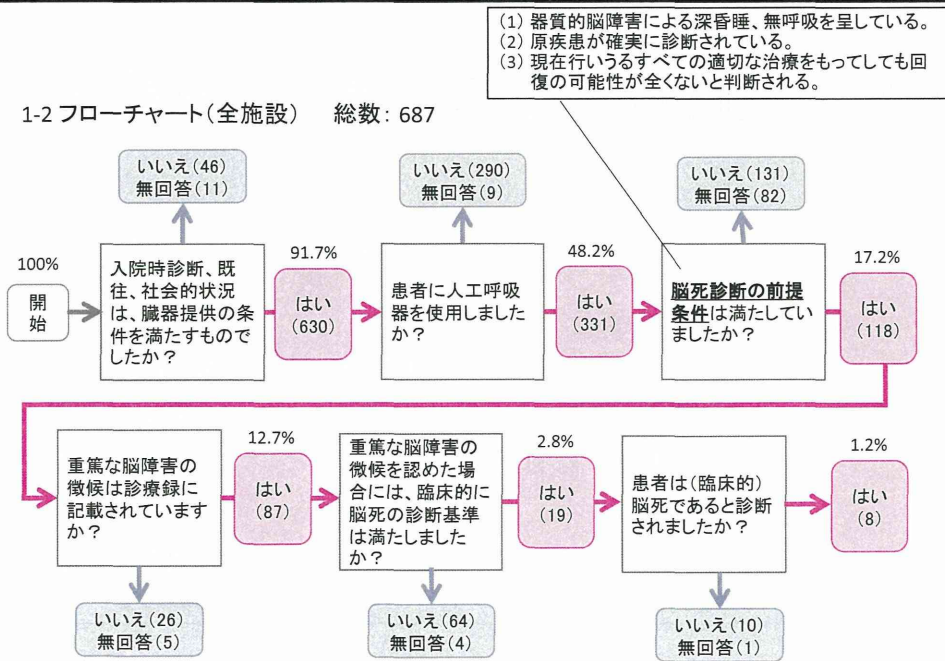 (1) 器質的脳障害による深昏睡、無呼吸を呈している。
(2) 原疾患が確実に診断されている。
(3) 現在行いうるすべての適切な治療をもってしても回
復の可能性が全くないと判断される。
1-2 フローチャート(全施設) 総数: 687
いいえ(46)
無回答(11)
いいえ(290)
無回答(9)
いいえ(131)
無回答(82)
100%
開
始
入院時診断、既
往、社会的状況
は、臓器提供の条
件を満たすもので
したか?
91.7%
はい
(630)
患者に人工呼吸
器を使用しました
か?
48.2%
はい
(331)
脳死診断の前提
条件は満たしてい
ましたか?
17.2%
はい
(118)
重篤な脳障害の
徴候は診療録に
記載されています
か?
12.7%
はい
(87)
重篤な脳障害の
徴候を認めた場
合には、臨床的に
脳死の診断基準
は満たしました
か?
2.8%
はい
(19)
患者は(臨床的)
脳死であると診断
されましたか?
1.2%
はい
(8)
いいえ(26)
無回答(5)
いいえ(64)
無回答(4)
いいえ(10)
無回答(1)